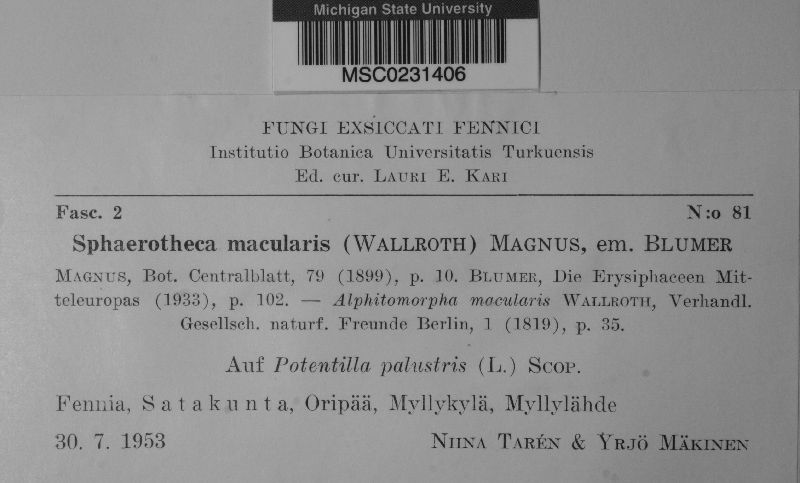 Michigan State University
MSC0231406
FUNGI EXSICCATI FENNICI
Institutio Botanica Universitatis Turkuensis
Ed. cur. LAURI E. KARI
Fasc. 2 N:o 81
Sphaerotheca macularis (WALLROTH) MAGNUS, em. BLUMER
MAGNUS, Bot. Centralblatt, 79 (1899), p. 10. BLUMER, Die Erysiphaceen Mit-
teleuropas (1933), p. 102. — Alphitomorpha macularis WALLROTH, Verhandl.
Gesellsch. naturf. Freunde Berlin, 1 (1819), p. 35.
Auf Potentilla palustris (L.) SCOP.
Fennia, Satakunta, Oripää, Myllykylä, Myllylähde
30. 7. 1953 NIINA TARÉN & YRJÖ MÄKINEN